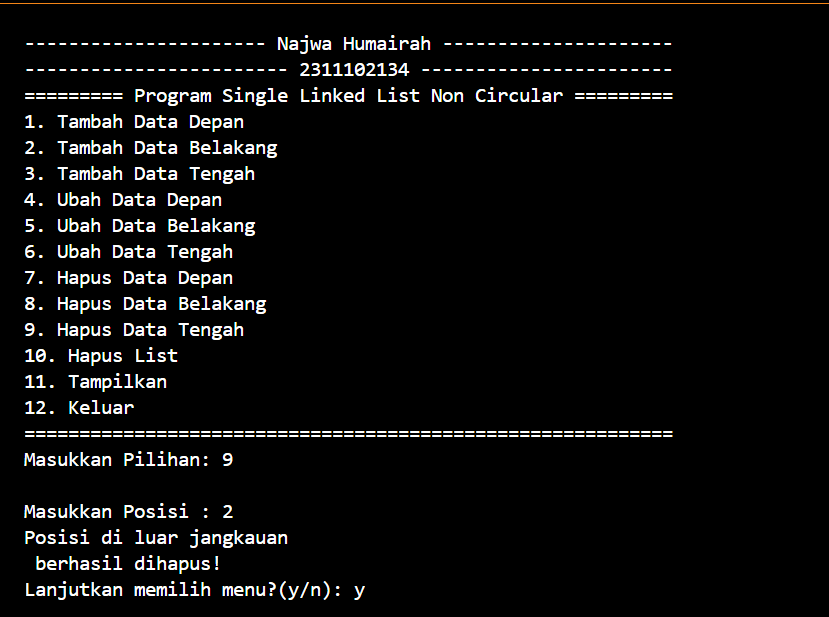 ---------------------- Najwa Humairah ---------------------
------------------------ 2311102134 -----------------------
========= Program Single Linked List Non Circular =========
1. Tambah Data Depan
2. Tambah Data Belakang
3. Tambah Data Tengah
4. Ubah Data Depan
5. Ubah Data Belakang
6. Ubah Data Tengah
7. Hapus Data Depan
8. Hapus Data Belakang
9. Hapus Data Tengah
10. Hapus List
11. Tampilkan
12. Keluar
===========================================================
Masukkan Pilihan: 9
Masukkan Posisi : 2
Posisi di luar jangkauan
 berhasil dihapus!
Lanjutkan memilih menu?(y/n): y